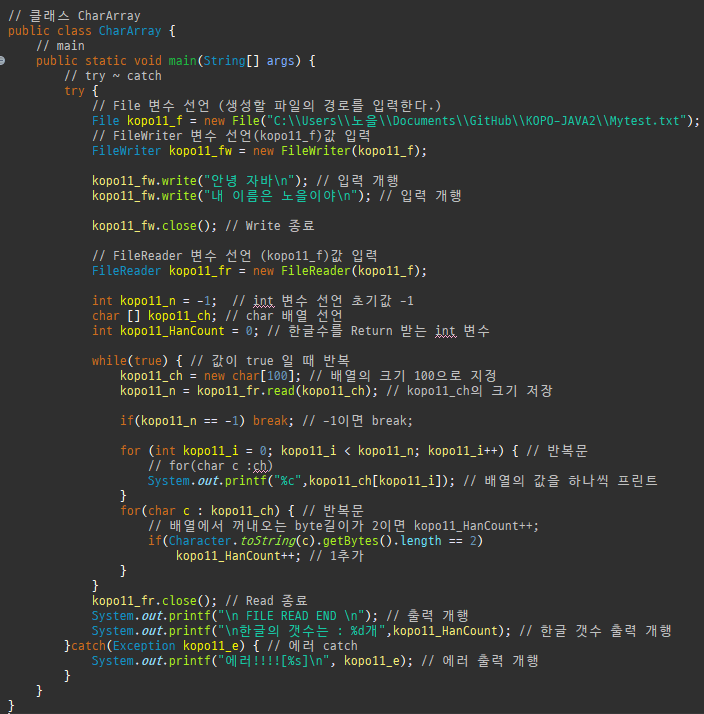 // 클래스 CharArray
public class CharArray {
// main
public static void main(String[] args) {
// try ~ catch
try {
// File 변수 선언 (생성할 파일의 경로를 입력한다.)
File kopo11_f = new File("C:\\Users\\노을\\Documents\\GitHub\\KOPO-JAVA2\\Mytest.txt");
// FileWriter 변수 선언(kopo11_f)값 입력
FileWriter kopo11_fw = new FileWriter(kopo11_f);
kopo11_fw.write("안녕 자바\n"); // 입력 개행
kopo11_fw.write("내 이름은 노을이야\n"); // 입력 개행
kopo11_fw.close(); // Write 종료
// FileReader 변수 선언 (kopo11_f)값 입력
FileReader kopo11_fr = new FileReader(kopo11_f);
int kopo11_n = -1;  // int 변수 선언 초기값 -1
char [] kopo11_ch; // char 배열 선언
int kopo11_HanCount = 0; // 한글수를 Return 받는 int 변수
while(true) { // 값이 true 일 때 반복
kopo11_ch = new char[100]; // 배열의 크기 100으로 지정
kopo11_n = kopo11_fr.read(kopo11_ch); // kopo11_ch의 크기 저장
if(kopo11_n == -1) break; // -1이면 break;
for (int kopo11_i = 0; kopo11_i < kopo11_n; kopo11_i++) { // 반복문
// for(char c :ch)
System.out.printf("%c",kopo11_ch[kopo11_i]); // 배열의 값을 하나씩 프린트
}
for(char c : kopo11_ch) { // 반복문
// 배열에서 꺼내오는 byte길이가 2이면 kopo11_HanCount++;
if(Character.toString(c).getBytes().length == 2)
kopo11_HanCount++; // 1추가
}
}
kopo11_fr.close(); // Read 종료
System.out.printf("\n FILE READ END \n"); // 출력 개행
System.out.printf("\n한글의 갯수는 : %d개",kopo11_HanCount); // 한글 갯수 출력 개행
}catch(Exception kopo11_e) { // 에러 catch
System.out.printf("에러!!!![%s]\n", kopo11_e); // 에러 출력 개행
}
}
}